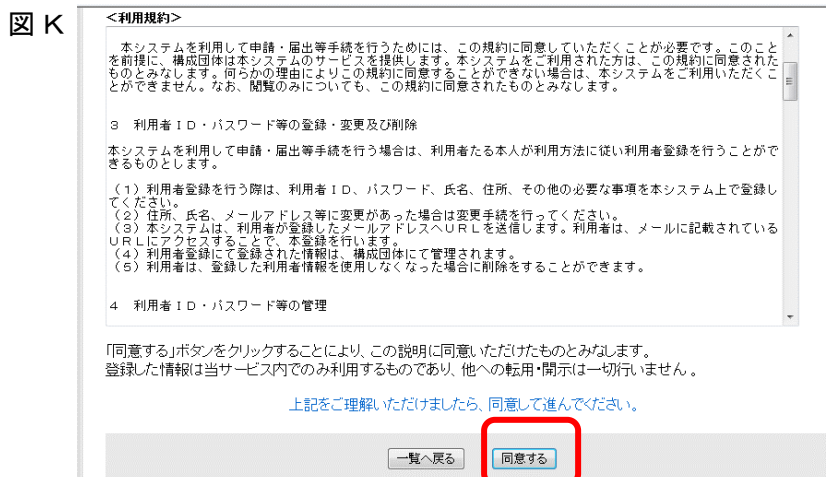 図 K
<利用規約>
本システムを利用して申請・届出等手続を行うためには、この規約に同意していただくことが必要です。このこと
を前提に、構成団体は本システムのサービスを提供します。本システムをご利用された方は、この規約に同意された
ものとみなします。何らかの理由によりこの規約に同意することができない場合は、本システムをご利用いただくこ
とができません。なお、閲覧のみについても、この規約に同意されたものとみなします。
3 利用者ID・パスワード等の登録・変更及び削除
本システムを利用して申請・届出等手続を行う場合は、利用者たる本人が利用方法に従い利用者登録を行うことがで
きるものとします。
(1)利用者登録を行う際は、利用者ID、パスワード、氏名、住所、その他の必要な事項を本システム上で登録し
てください。
(2)住所、氏名、メールアドレス等に変更があった場合は変更手続を行ってください。
(3)本システムは、利用者が登録したメールアドレスへURLを送信します。利用者は、メールに記載されている
URLにアクセスすることで、本登録を行います。
(4)利用者登録にて登録された情報は、構成団体にて管理されます。
(5)利用者は、登録した利用者情報を使用しなくなった場合に削除をすることができます。
4 利用者ID・パスワード等の管理
「同意する」ボタンをクリックすることにより、この説明に同意いただけたものとみなします。
登録した情報は当サービス内でのみ利用するものであり、他への転用・開示は一切行いません。
上記をご理解いただけましたら、同意して進んでください。
一覧へ戻る 同意する